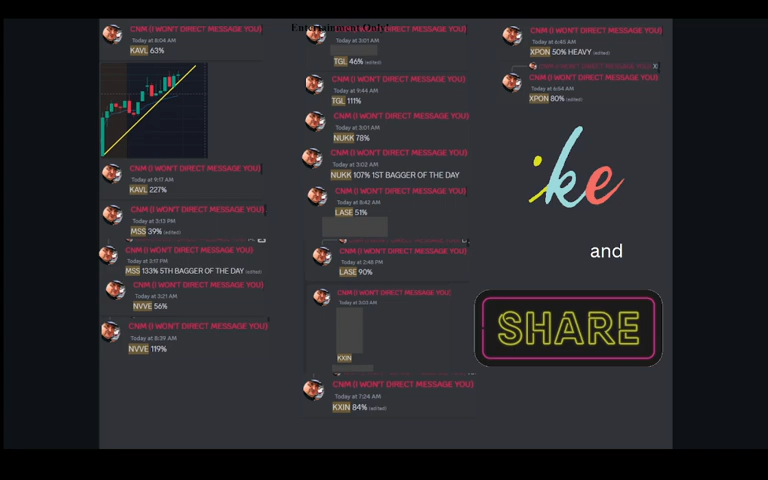 Entertainment Only!
CNM (I WON'T DIRECT MESSAGE YOU)
Today at 8:04 AM
KAVL 63%
CNM (I WON'T DIRECT MESSAGE YOU)
Today at 9:17 AM
KAVL 227%
CNM (I WON'T DIRECT MESSAGE YOU)
Today at 3:13 PM
MSS 39% (edited)
CNM (I WON'T DIRECT MESSAGE YOU)
Today at 3:17 PM
MSS 133% 5TH BAGGER OF THE DAY (edited)
CNM (I WON'T DIRECT MESSAGE YOU)
Today at 3:21 AM
NVVE 56%
CNM (I WON'T DIRECT MESSAGE YOU)
Today at 8:39 AM
NVVE 119%
CNM (I WON'T DIRECT MESSAGE YOU)
Today at 3:01 AM
TGL 46% (edited)
CNM (I WON'T DIRECT MESSAGE YOU)
Today at 9:44 AM
TGL 111%
CNM (I WON'T DIRECT MESSAGE YOU)
Today at 3:01 AM
NUKK 78%
CNM (I WON'T DIRECT MESSAGE YOU)
Today at 3:02 AM
NUKK 107% 1ST BAGGER OF THE DAY
CNM (I WON'T DIRECT MESSAGE YOU)
Today at 8:42 AM
LASE 51%
CNM (I WON'T DIRECT MESSAGE YOU)
Today at 2:48 PM
LASE 90%
CNM (I WON'T DIRECT MESSAGE YOU)
Today at 3:03 AM
KXIN
CNM (I WON'T DIRECT MESSAGE YOU)
Today at 7:24 AM
KXIN 84% (edited)
CNM (I WON'T DIRECT MESSAGE YOU)
Today at 6:45 AM
XPON 50% HEAVY (edited)
CNM (I WON'T DIRECT MESSAGE YOU)
Today at 6:54 AM
XPON 80% (edited)
ike
and
SHARE